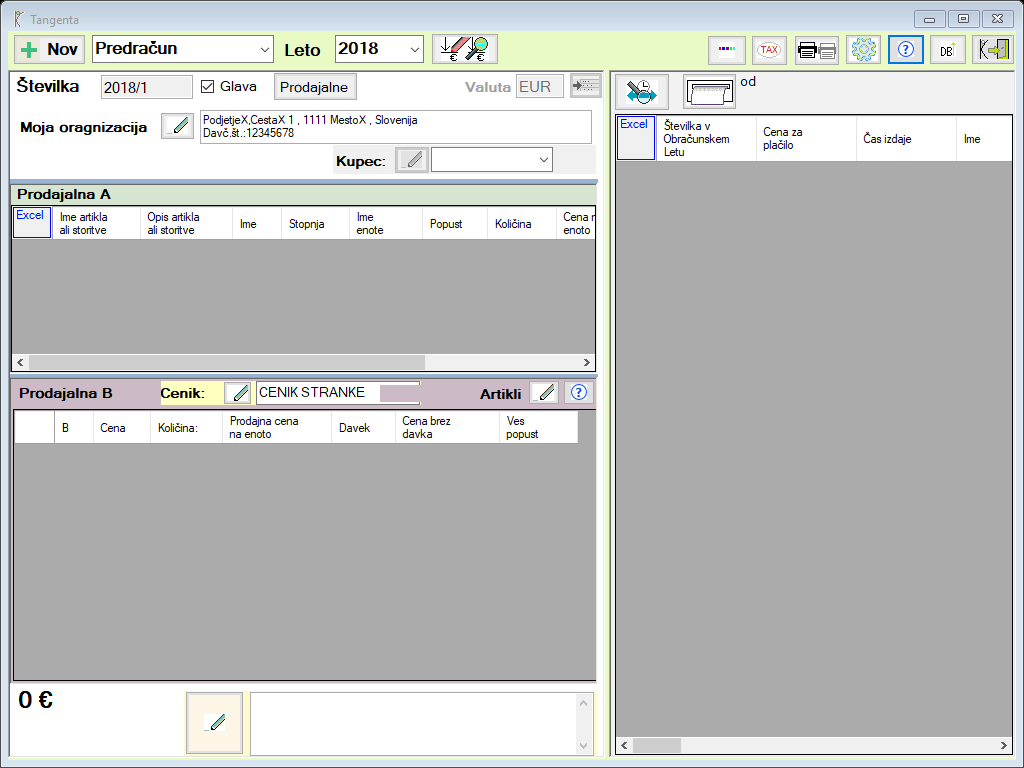 Tangenta
Nov
Predračun
Leto
2018
TAX
?
DB
Številka
2018/1
Glava
Prodajalne
Valuta
EUR
Moja oragnizacija
PodjetjeX,CestaX 1 , 1111 MestoX , Slovenija
Davč.št.:12345678
Kupec:
Prodajalna A
Excel
Ime artikla
ali storitve
Opis artikla
ali storitve
Ime
Stopnja
Ime
enote
Popust
Količina
Cena n
enoto
Prodajalna B
Cenik:
CENIK STRANKE
Artikli
?
B
Cena
Količina:
Prodajna cena
na enoto
Davek
Cena brez
davka
Ves
popust
0 €
od
Excel
Številka v
Obračunskem
Letu
Cena za
plačilo
Čas izdaje
Ime